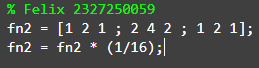 % Felix 2327250059
fn2 = [1 2 1 ; 2 4 2 ; 1 2 1];
fn2 = fn2 * (1/16);